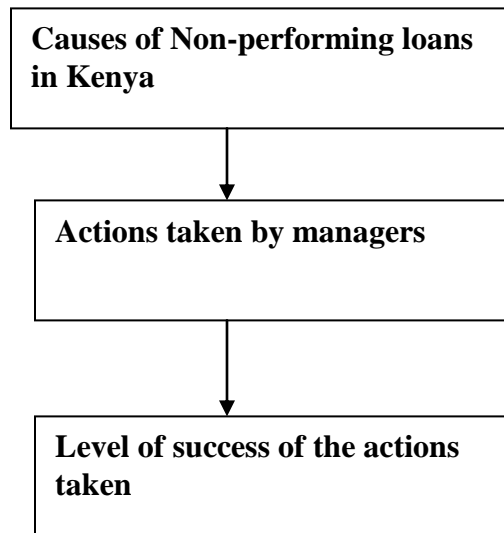 Causes of Non-performing loans
in Kenya
Actions taken by managers
Level of success of the actions
taken